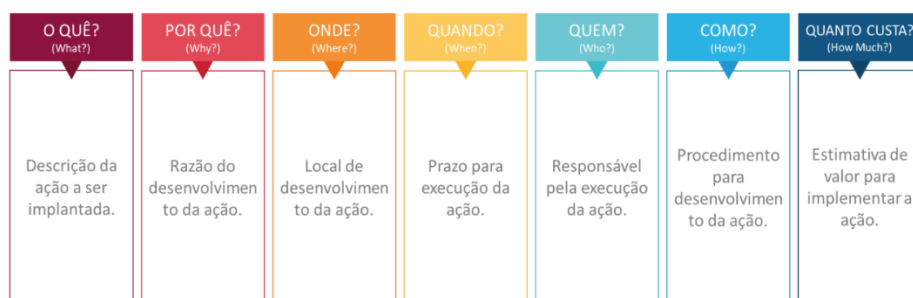 O QUÊ?
(What?)
Descrição da
ação a ser
implantada.
POR QUÊ?
(Why?)
Razão do
desenvolvimen
to da ação.
ONDE?
(Where?)
Local de
desenvolvimen
to da ação.
QUANDO?
(When?)
Prazo para
execução da
ação.
QUEM?
(Who?)
Responsável
pela execução
da ação.
COMO?
(How?)
Procedimento
para
desenvolvimen
to da ação.
QUANTO CUSTA?
(How Much?)
Estimativa de
valor para
implementar a
ação.